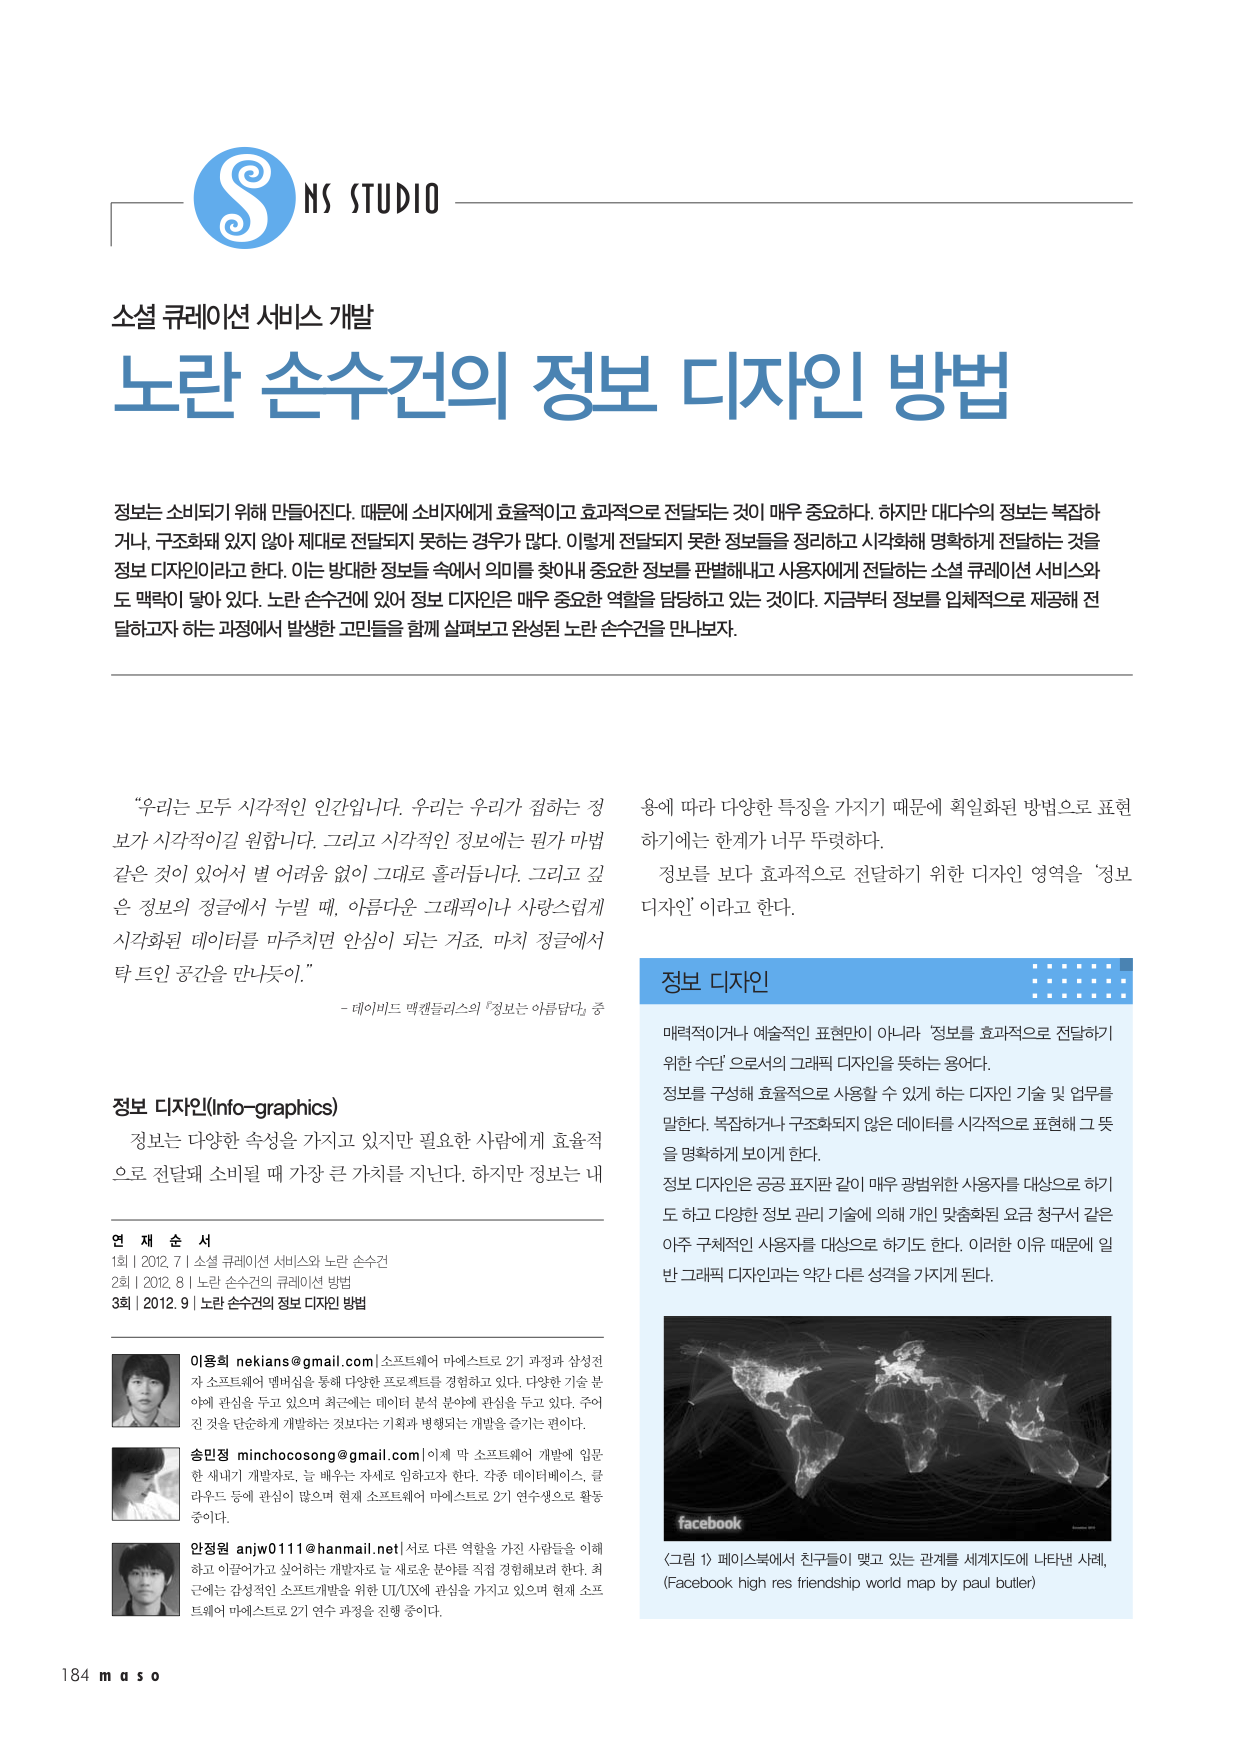 SNS STUDIO
소셜 큐레이션 서비스 개발
노란 손수건의 정보 디자인 방법
정보는 소비되기 위해 만들어진다. 때문에 소비자에게 효율적이고 효과적으로 전달되는 것이 매우 중요하다. 하지만 대다수의 정보는 복잡하
거나, 구조화돼 있지 않아 제대로 전달되지 못하는 경우가 많다. 이렇게 전달되지 못한 정보들을 정리하고 시각화해 명확하게 전달하는 것을
정보 디자인이라고 한다. 이는 방대한 정보들 속에서 의미를 찾아내 중요한 정보를 판별해내고 사용자에게 전달하는 소셜 큐레이션 서비스와
도 맥락이 닿아 있다. 노란 손수건에 있어 정보 디자인은 매우 중요한 역할을 담당하고 있는 것이다. 지금부터 정보를 입체적으로 제공해 전
달하고자 하는 과정에서 발생한 고민들을 함께 살펴보고 완성된 노란 손수건을 만나보자.
“우리는 모두 시각적인 인간입니다. 우리는 우리가 접하는 정
보가 시각적이길 원합니다. 그리고 시각적인 정보에는 뭔가 마법
같은 것이 있어서 별 어려움 없이 그대로 흘러듭니다. 그리고 깊
은 정보의 정글에서 누빌 때, 아름다운 그래픽이나 사랑스럽게
시각화된 데이터를 마주치면 안심이 되는 거죠. 마치 정글에서
탁 트인 공간을 만나듯이.”
- 데이비드 맥캔들리스의 『정보는 아름답다』 중
정보 디자인(Info-graphics)
정보는 다양한 속성을 가지고 있지만 필요한 사람에게 효율적
으로 전달돼 소비될 때 가장 큰 가치를 지닌다. 하지만 정보는 내
연 재 순 서
1회 | 2012. 7 | 소셜 큐레이션 서비스와 노란 손수건
2회 | 2012. 8 | 노란 손수건의 큐레이션 방법
3회 | 2012. 9 | 노란 손수건의 정보 디자인 방법
이용희 nekians@gmail.com|소프트웨어 마에스트로 2기 과정과 삼성전
자 소프트웨어 멤버십을 통해 다양한 프로젝트를 경험하고 있다. 다양한 기술 분
야에 관심을 두고 있으며 최근에는 데이터 분석 분야에 관심을 두고 있다. 주어
진 것을 단순하게 개발하는 것보다는 기획과 병행되는 개발을 즐기는 편이다.
송민정 minchocosong@gmail.com|이제 막 소프트웨어 개발에 입문
한 새내기 개발자로, 늘 배우는 자세로 임하고자 한다. 각종 데이터베이스, 클
라우드 등에 관심이 많으며 현재 소프트웨어 마에스트로 2기 연수생으로 활동
중이다.
안정원 anjw0111@hanmail.net|서로 다른 역할을 가진 사람들을 이해
하고 이끌어가고 싶어하는 개발자로 늘 새로운 분야를 직접 경험해보려 한다. 최
근에는 감성적인 소프트개발을 위한 UI/UX에 관심을 가지고 있으며 현재 소프
트웨어 마에스트로 2기 연수 과정을 진행 중이다.
용에 따라 다양한 특징을 가지기 때문에 획일화된 방법으로 표현
하기에는 한계가 너무 뚜렷하다.
정보를 보다 효과적으로 전달하기 위한 디자인 영역을 ‘정보
디자인’이라고 한다.
정보 디자인
매력적이거나 예술적인 표현만이 아니라 ‘정보를 효과적으로 전달하기
위한 수단’으로서의 그래픽 디자인을 뜻하는 용어다.
정보를 구성해 효율적으로 사용할 수 있게 하는 디자인 기술 및 업무를
말한다. 복잡하거나 구조화되지 않은 데이터를 시각적으로 표현해 그 뜻
을 명확하게 보이게 한다.
정보 디자인은 공공 표지판 같이 매우 광범위한 사용자를 대상으로 하기
도 하고 다양한 정보 관리 기술에 의해 개인 맞춤화된 요금 청구서 같은
아주 구체적인 사용자를 대상으로 하기도 한다. 이러한 이유 때문에 일
반 그래픽 디자인과는 약간 다른 성격을 가지게 된다.
facebook
〈그림 1〉 페이스북에서 친구들이 맺고 있는 관계를 세계지도에 나타낸 사례,
(Facebook high res friendship world map by paul butler)
184 maso